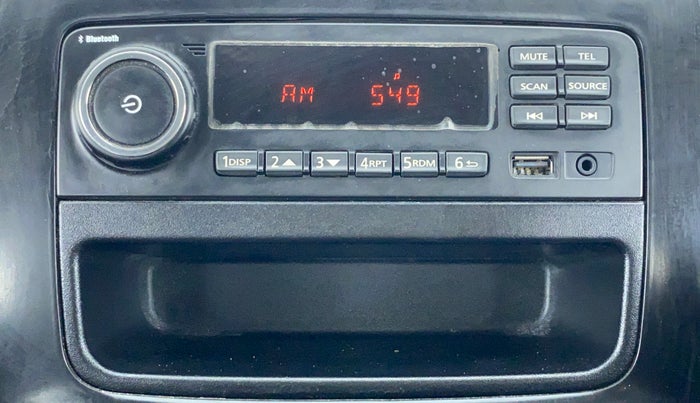 Bluetooth
MUTE TEL
AM 549
SCAN SOURCE
1DISP 2 3 4RPT 5RDM 6